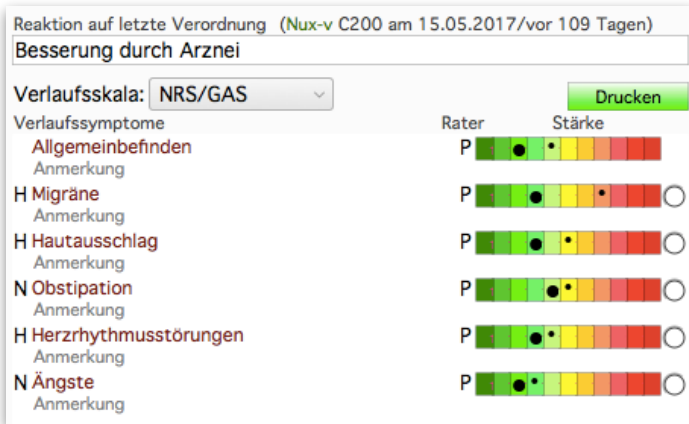 Reaktion auf letzte Verordnung (Nux-v C200 am 15.05.2017/vor 109 Tagen)
Besserung durch Arznei
Verlaufsskala: NRS/GAS Drucken
Verlaufssymptome Rater Stärke
Allgemeinbefinden P
Anmerkung
H Migräne P
Anmerkung
H Hautausschlag P
Anmerkung
N Obstipation P
Anmerkung
H Herzrhythmusstörungen P
Anmerkung
N Ängste P
Anmerkung